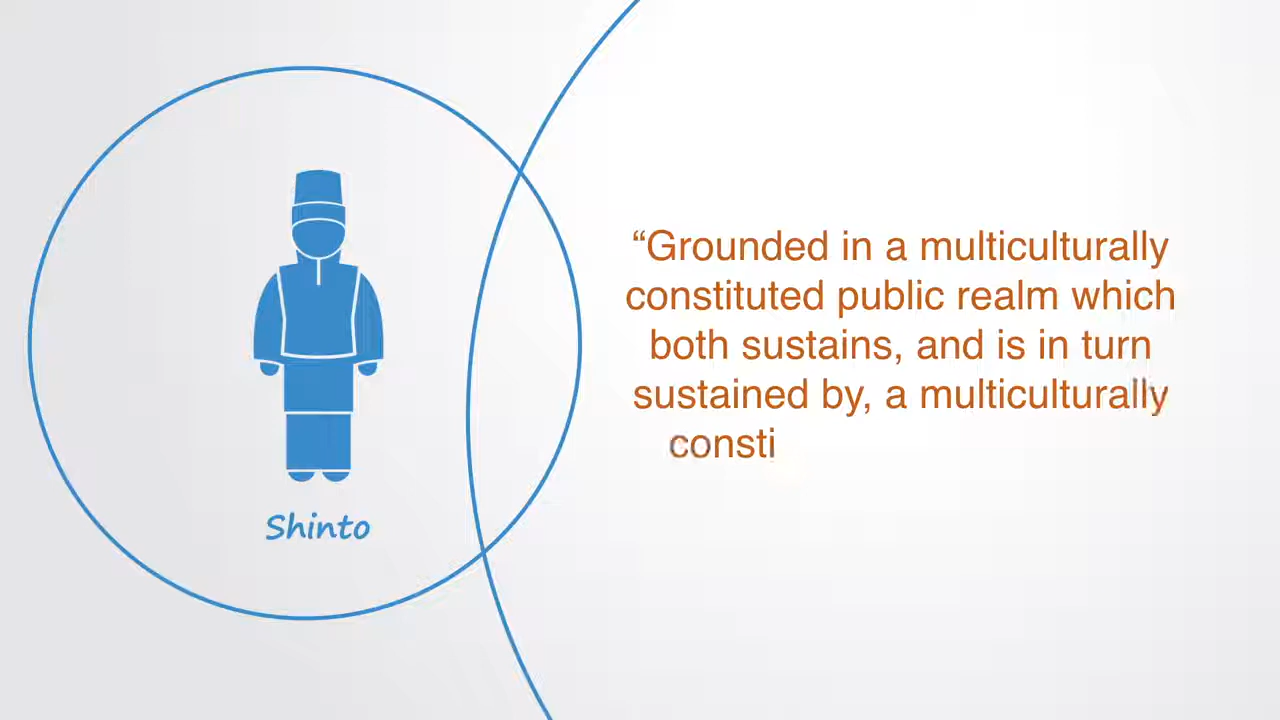 Shinto
“Grounded in a multiculturally
constituted public realm which
both sustains, and is in turn
sustained by, a multiculturally
consti